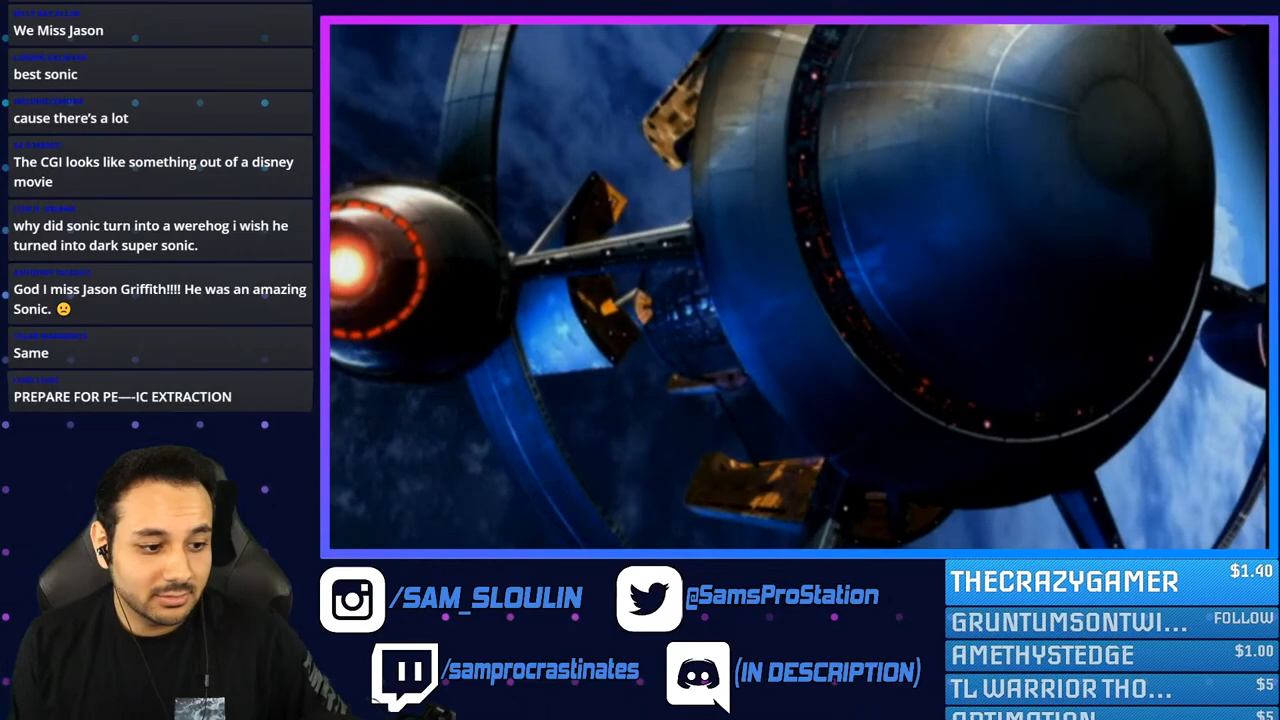 We Miss Jason
best sonic
cause there's a lot
The CGI looks like something out of a disney
movie
why did sonic turn into a werehog i wish he
turned into dark super sonic.
God I miss Jason Griffith!!!! He was an amazing
Sonic. 🙁
Same
PREPARE FOR PE—-IC EXTRACTION
/SAM_SLOULIN
@SamsProStation
/samprocrastinates
(IN DESCRIPTION)
THECRAZYGAMER $1.40
GRUNTUMSONTWI... FOLLOW
AMETHYSTEDGE $1.00
TL WARRIOR THO... $5